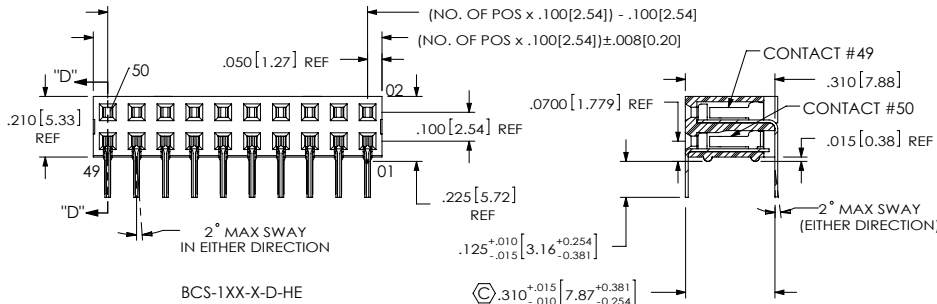 (NO. OF POS x .100[2.54]) - .100[2.54]
(NO. OF POS x .100[2.54])±.008[0.20]
.050[1.27] REF
"D"
50
02
.210[5.33]
REF
.100[2.54] REF
49
01
"D"
.225[5.72]
REF
2° MAX SWAY
IN EITHER DIRECTION
BCS-1XX-X-D-HE
CONTACT #49
.310[7.88]
.0700[1.779] REF
CONTACT #50
.015[0.38] REF
2° MAX SWAY
(EITHER DIRECTION)
.125 +.010 -.015 [3.16 +0.254 -0.381]
C .310 +.015 -.010 [7.87 +0.381 -0.254]